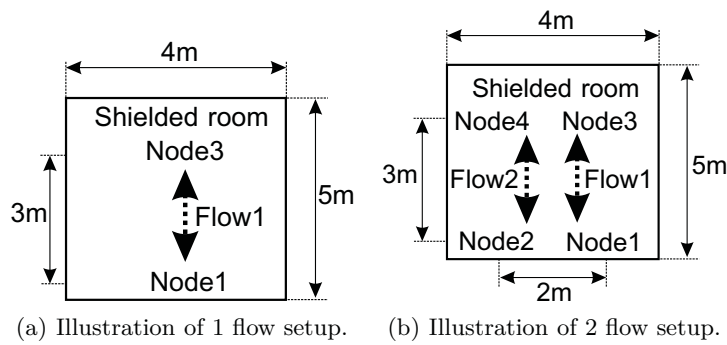 4m
Shielded room
Node3
3m
Flow1
5m
Node1
(a) Illustration of 1 flow setup.
4m
Shielded room
Node4 Node3
3m
Flow2 Flow1
5m
Node2 Node1
2m
(b) Illustration of 2 flow setup.